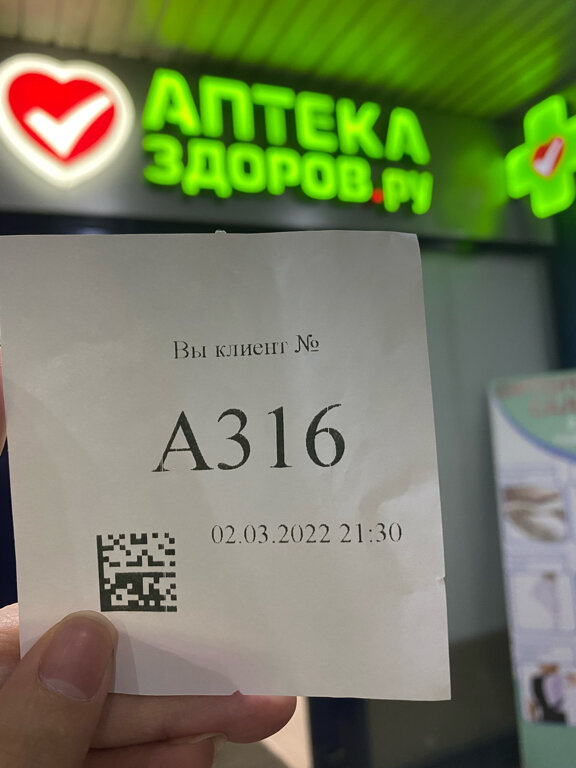 АПТЕКА
ЗДОРОВ.РУ
Вы клиент №
А316
02.03.2022 21:30